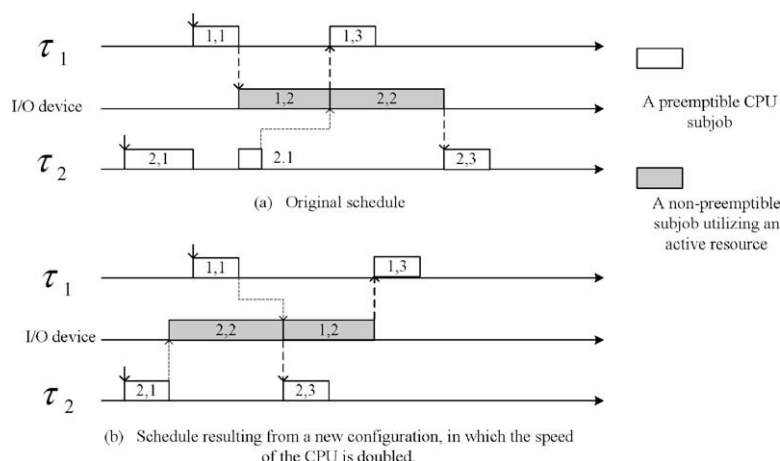 τ1
1,1
1,3
I/O device
1,2
2,2
τ2
2,1
2.1
2,3
(a) Original schedule
A preemptible CPU
subjob
A non-preemptible
subjob utilizing an
active resource
τ1
1,1
1,3
I/O device
2,2
1,2
τ2
2,1
2,3
(b) Schedule resulting from a new configuration, in which the speed
of the CPU is doubled.